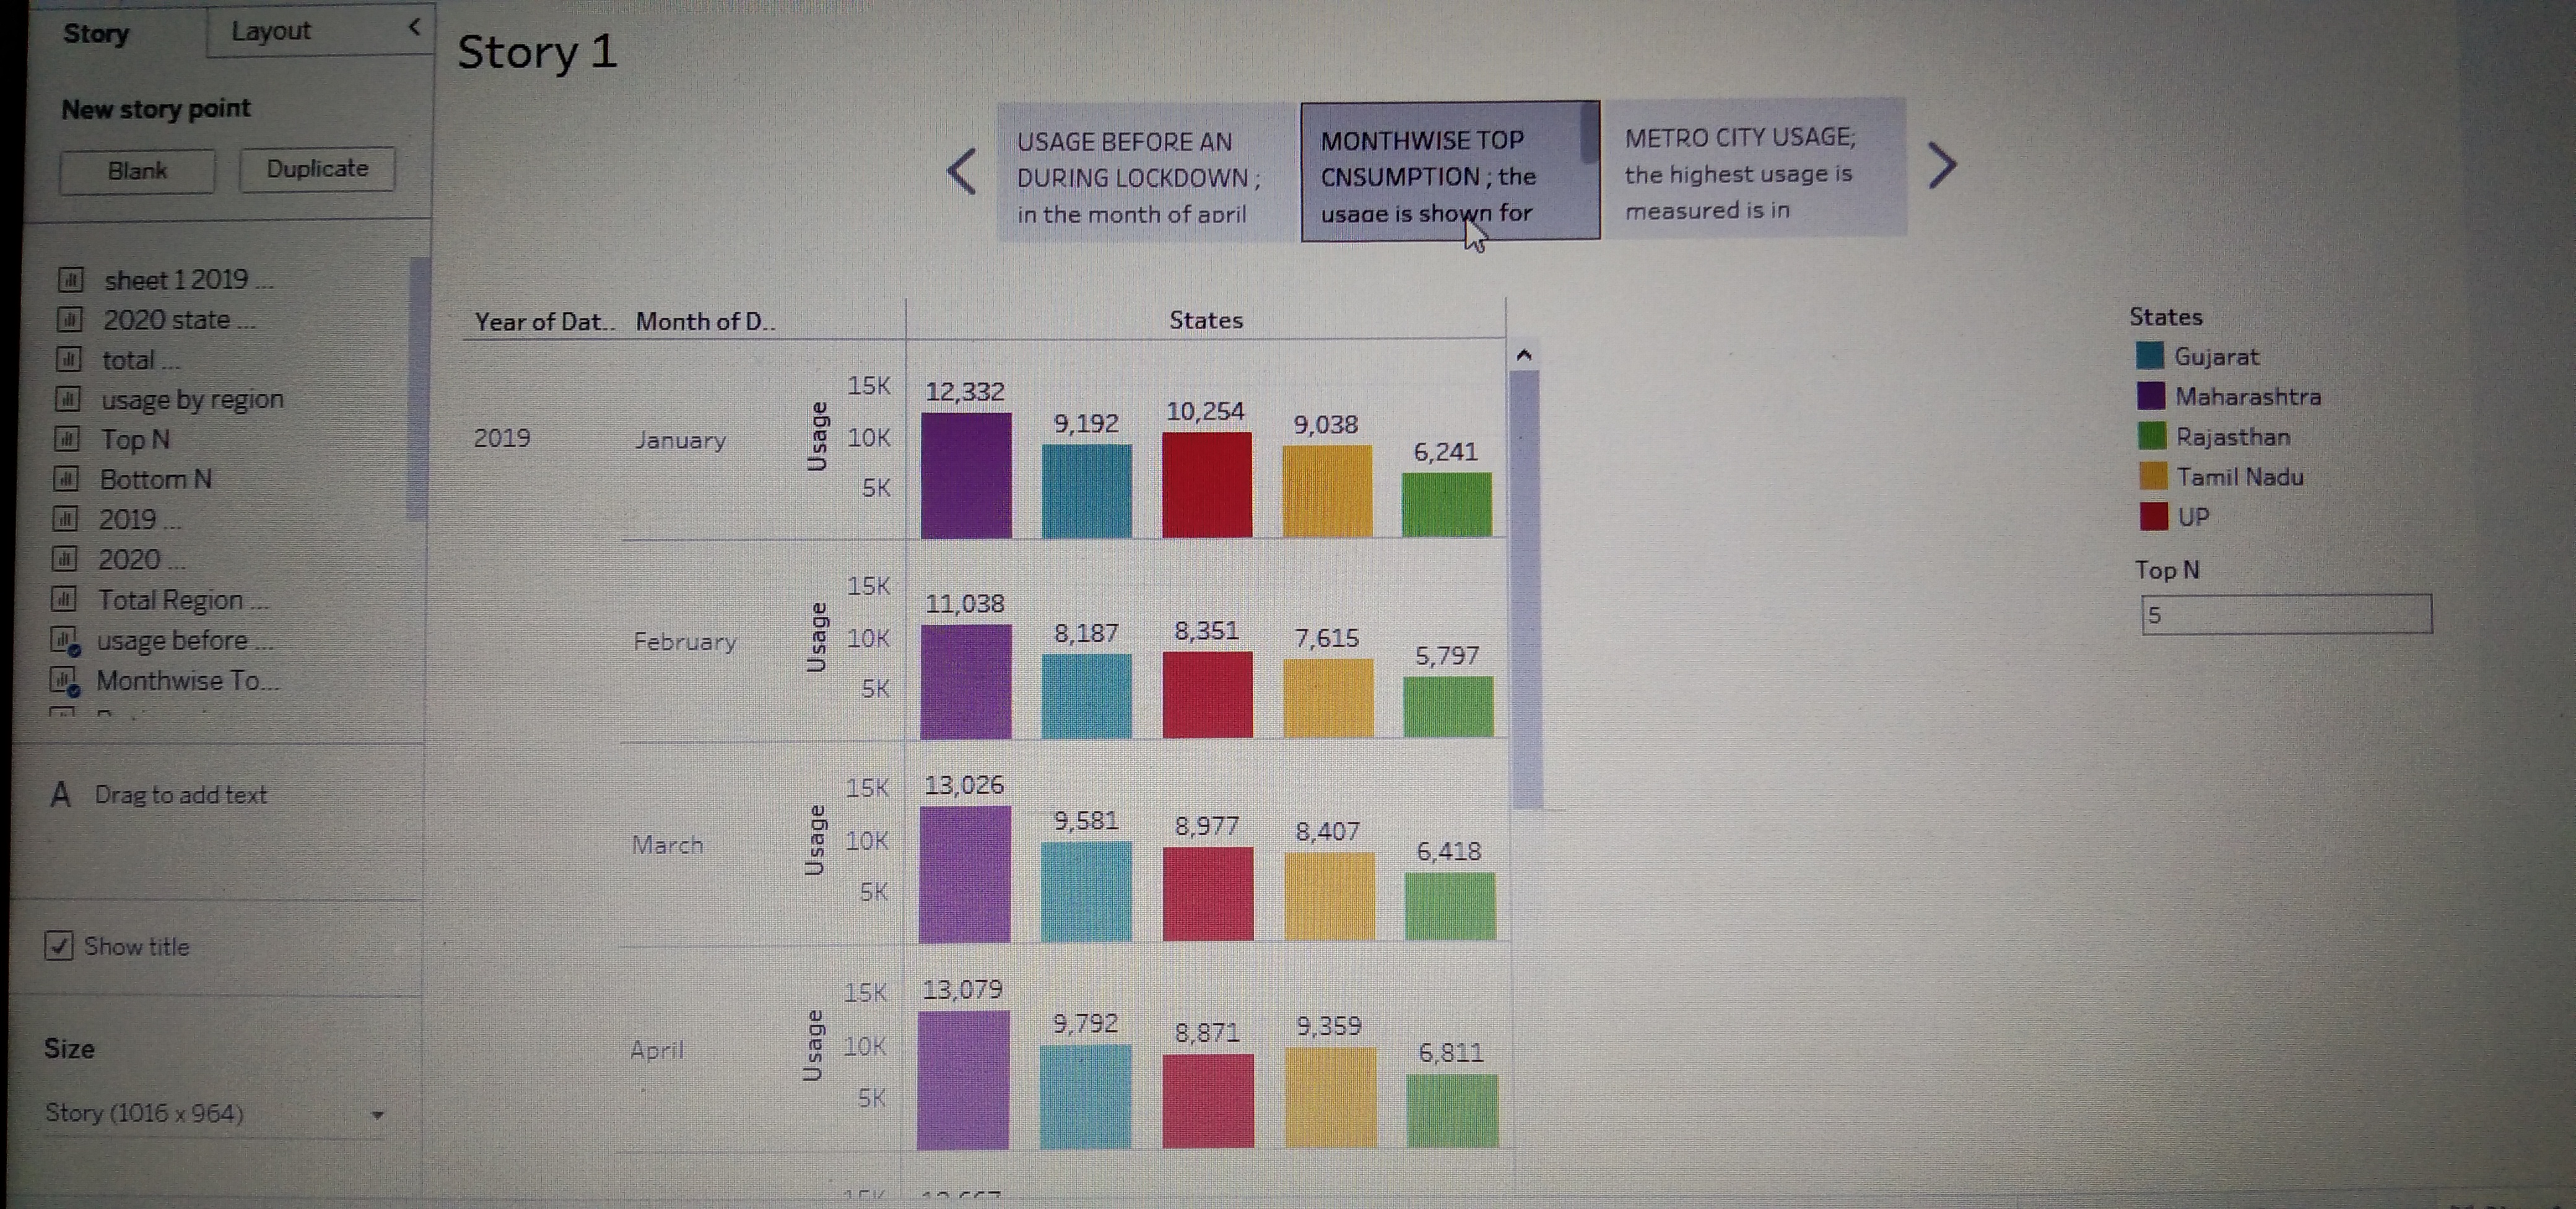 Story
Layout
New story point
Blank
Duplicate
sheet 1 2019 ...
2020 state ...
total ...
usage by region
Top N
Bottom N
2019 ...
2020 ...
Total Region ...
usage before ...
Monthwise To...
A Drag to add text
Show title
Size
Story (1016 x 964)
Story 1
USAGE BEFORE AN
DURING LOCKDOWN ;
in the month of april
MONTHWISE TOP
CNSUMPTION ; the
usage is shown for
METRO CITY USAGE;
the highest usage is
measured is in
Year of Dat.. Month of D.. States
2019
January
Usage
15K
10K
5K
12,332 9,192 10,254 9,038 6,241
February
Usage
15K
10K
5K
11,038 8,187 8,351 7,615 5,797
March
Usage
15K
10K
5K
13,026 9,581 8,977 8,407 6,418
April
Usage
15K
10K
5K
13,079 9,792 8,871 9,359 6,811
States
Gujarat
Maharashtra
Rajasthan
Tamil Nadu
UP
Top N
5